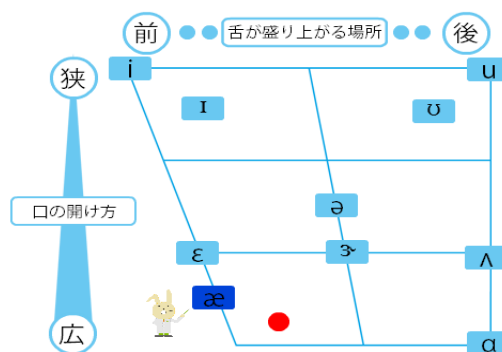 前 舌が盛り上がる場所 後
狭
i u
ɪ ʊ
口の開け方
ə
ɛ ɝ ʌ
æ
広
ɑ